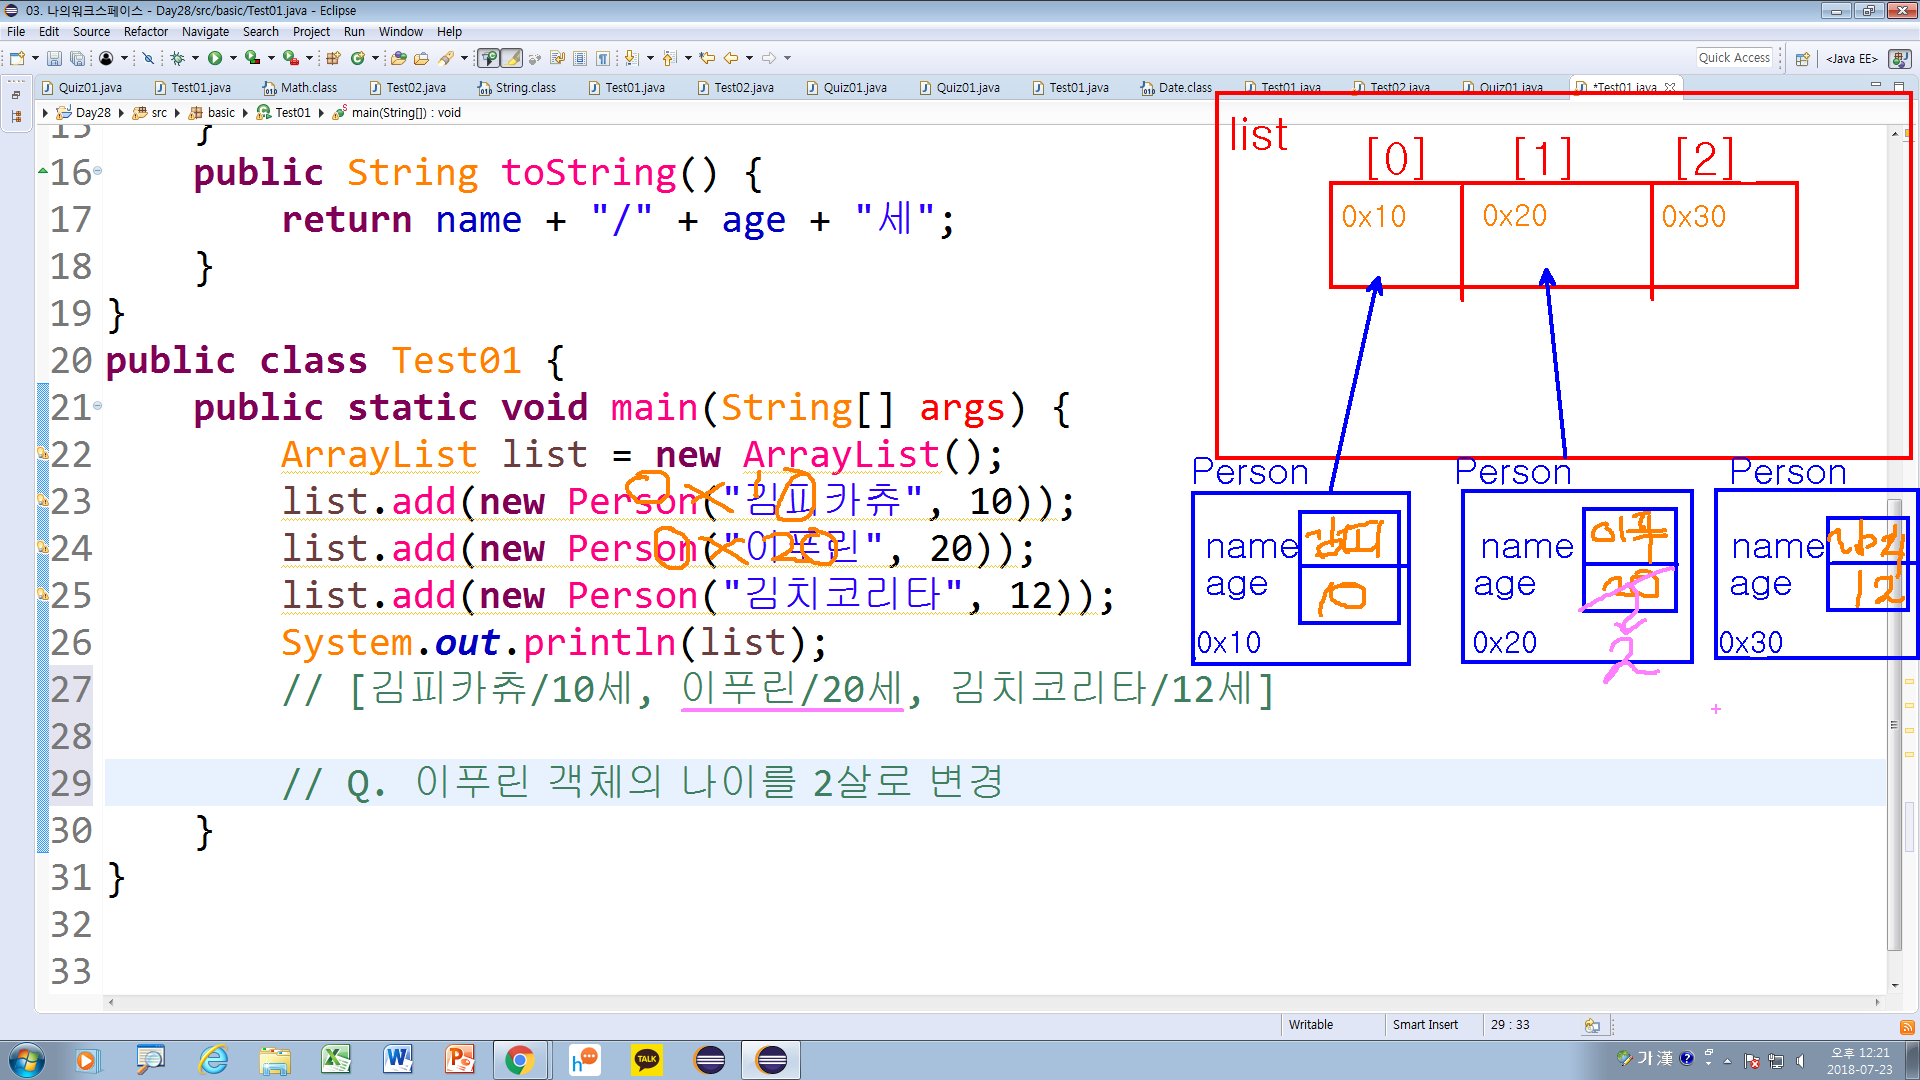 03. 나의워크스페이스 - Day28/src/basic/Test01.java - Eclipse
File Edit Source Refactor Navigate Search Project Run Window Help
Quick Access <Java EE>
Quiz01.java Test01.java Math.class Test02.java String.class Test01.java Test02.java Quiz01.java Quiz01.java Test01.java Date.class Test01.java Test02.java Quiz01.java *Test01.java
Day28 src basic Test01 main(String[]) : void
15 }
16 public String toString() {
17 return name + "/" + age + "세";
18 }
19 }
20 public class Test01 {
21 public static void main(String[] args) {
22 ArrayList list = new ArrayList();
23 list.add(new Person("김피카츄", 10));
24 list.add(new Person("이푸린", 20));
25 list.add(new Person("김치코리타", 12));
26 System.out.println(list);
27 // [김피카츄/10세, 이푸린/20세, 김치코리타/12세]
28
29 // Q. 이푸린 객체의 나이를 2살로 변경
30 }
31 }
32
33
0x10
0x20
list
[0] [1] [2]
0x10 0x20 0x30
Person Person Person
name 김피 name 이푸 name
age 10 age 20 age 12
2
0x10 0x20 0x30
Writable Smart Insert 29 : 33
TALK
가 漢
오후 12:21
2018-07-23